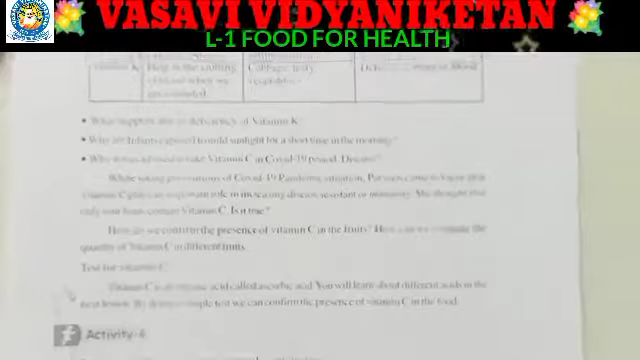 VASAVI VIDYANIKETAN
L-1 FOOD FOR HEALTH
Vitamin K Help in the clotting Cabbage, leafy
vegetables
• What happens due to deficiency of Vitamin K
• Why are Infants exposed to mild sunlight for a short time in the morning?
• Why it was advised to take Vitamin C in Covid-19 period. Discuss?
While taking precautions of Covid-19 Pandemic situation, came to know that
vitamin C plays an important role in increasing disease resistant or immunity. She thought that
only sour fruits contain Vitamin C. Is it true?
How do we confirm the presence of vitamin C in the fruits? How can we the
quantity of Vitamin C in different fruits.
Test for vitamin C
Vitamin C is an organic acid called ascorbic acid. You will learn about different acids in the
next lesson. By doing a simple test we can confirm the presence of vitamin C in the food.
Activity-6